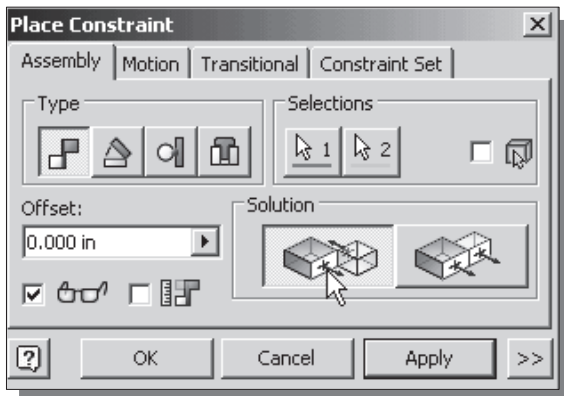 Place Constraint
Assembly Motion Transitional Constraint Set
Type
Selections
1 2
Offset:
Solution
0.000 in
OK Cancel Apply >>